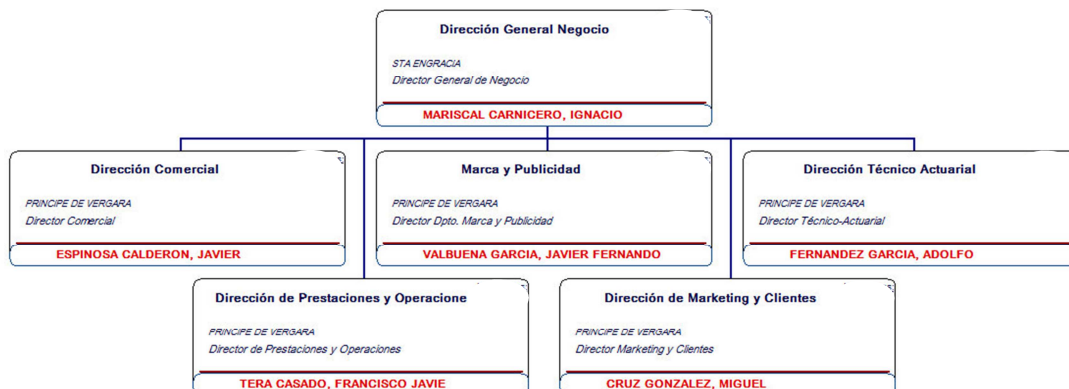 Dirección General Negocio
STA ENGRACIA
Director General de Negocio
MARISCAL CARNICERO, IGNACIO
Dirección Comercial
PRINCIPE DE VERGARA
Director Comercial
ESPINOSA CALDERON, JAVIER
Marca y Publicidad
PRINCIPE DE VERGARA
Director Dpto. Marca y Publicidad
VALBUENA GARCIA, JAVIER FERNANDO
Dirección Técnico Actuarial
PRINCIPE DE VERGARA
Director Técnico-Actuarial
FERNANDEZ GARCIA, ADOLFO
Dirección de Prestaciones y Operacione
PRINCIPE DE VERGARA
Director de Prestaciones y Operaciones
TERA CASADO, FRANCISCO JAVIE
Dirección de Marketing y Clientes
PRINCIPE DE VERGARA
Director Marketing y Clientes
CRUZ GONZALEZ, MIGUEL